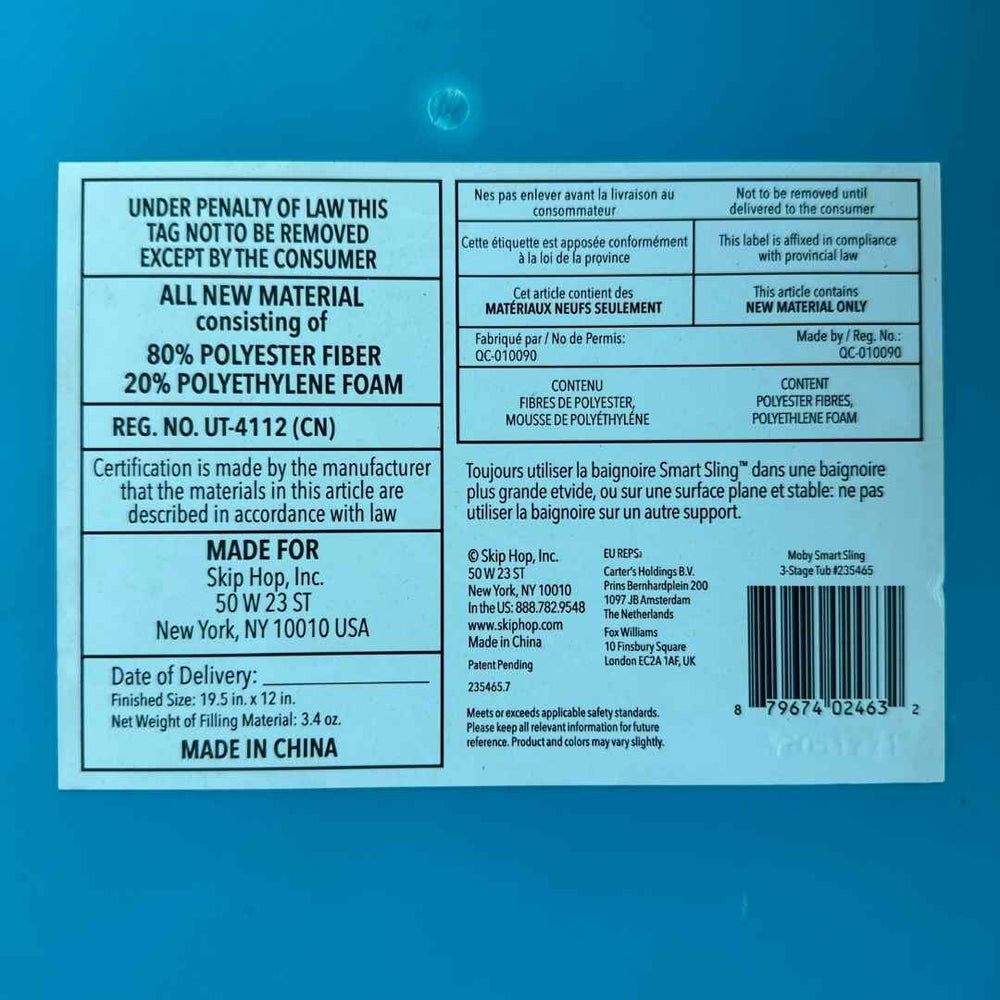 UNDER PENALTY OF LAW THIS
TAG NOT TO BE REMOVED
EXCEPT BY THE CONSUMER
ALL NEW MATERIAL
consisting of
80% POLYESTER FIBER
20% POLYETHYLENE FOAM
REG. NO. UT-4112 (CN)
Certification is made by the manufacturer
that the materials in this article are
described in accordance with law
MADE FOR
Skip Hop, Inc.
50 W 23 ST
New York, NY 10010 USA
Date of Delivery:
Finished Size: 19.5 in. x 12 in.
Net Weight of Filling Material: 3.4 oz.
MADE IN CHINA
Nes pas enlever avant la livraison au
consommateur
Not to be removed until
delivered to the consumer
Cette étiquette est apposée conformément
à la loi de la province
This label is affixed in compliance
with provincial law
Cet article contient des
MATÉRIAUX NEUFS SEULEMENT
This article contains
NEW MATERIAL ONLY
Fabriqué par / No de Permis:
QC-010090
Made by / Reg. No.:
QC-010090
CONTENU
FIBRES DE POLYESTER,
MOUSSE DE POLYÉTHYLÉNE
CONTENT
POLYESTER FIBRES,
POLYETHLENE FOAM
Toujours utiliser la baignoire Smart Sling™ dans une baignoire
plus grande etvide, ou sur une surface plane et stable: ne pas
utiliser la baignoire sur un autre support.
© Skip Hop, Inc.
50 W 23 ST
New York, NY 10010
In the US: 888.782.9548
www.skiphop.com
Made in China
Patent Pending
235465.7
EU REPS:
Carter's Holdings B.V.
Prins Bernhardplein 200
1097 JB Amsterdam
The Netherlands
Fox Williams
10 Finsbury Square
London EC2A 1AF, UK
Meets or exceeds applicable safety standards.
Please keep all relevant information for future
reference. Product and colors may vary slightly.
Moby Smart Sling
3-Stage Tub #235465
8 79674 02463 2